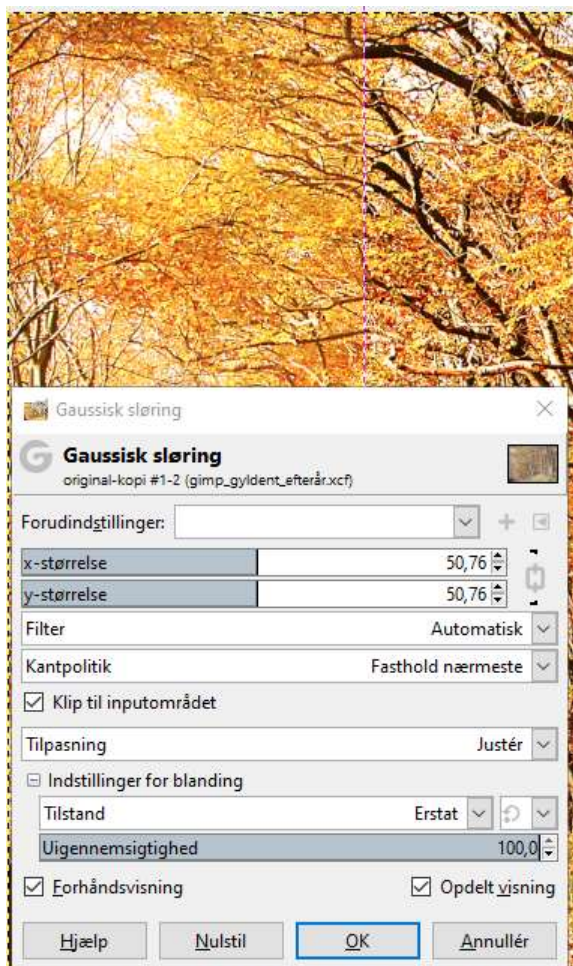 Gaussisk sløring
Gaussisk sløring
original-kopi #1-2 (gimp_gyldent_efterår.xcf)
Forudindstillinger:
x-størrelse 50,76
y-størrelse 50,76
Filter Automatisk
Kantpolitik Fasthold nærmeste
Klip til inputområdet
Tilpasning Justér
Indstillinger for blanding
Tilstand Erstat
Uigennemsigtighed 100,0
Forhåndsvisning Opdelt visning
Hjælp Nulstil OK Annullér